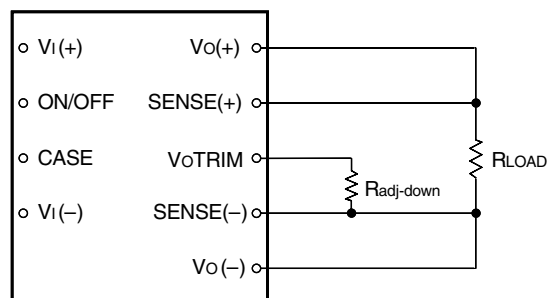 VI(+)
VO(+)
ON/OFF
SENSE(+)
CASE
VOTRIM
RLOAD
Radj-down
VI(–)
SENSE(–)
VO(–)